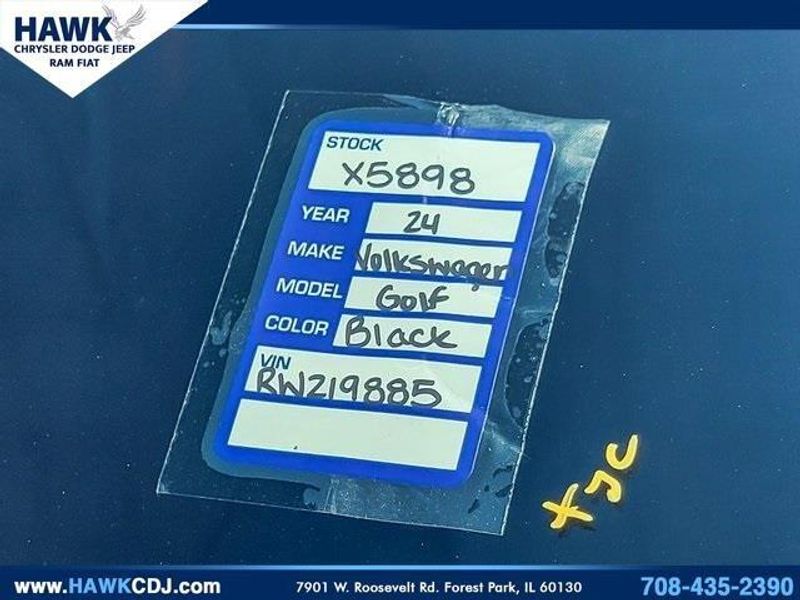 HAWK
CHRYSLER DODGE JEEP
RAM FIAT
STOCK
X5898
YEAR 24
MAKE Volkswagen
MODEL Golf
COLOR Black
VIN
RW219885
XJC
www.HAWKCDJ.com
7901 W. Roosevelt Rd. Forest Park, IL 60130
708-435-2390